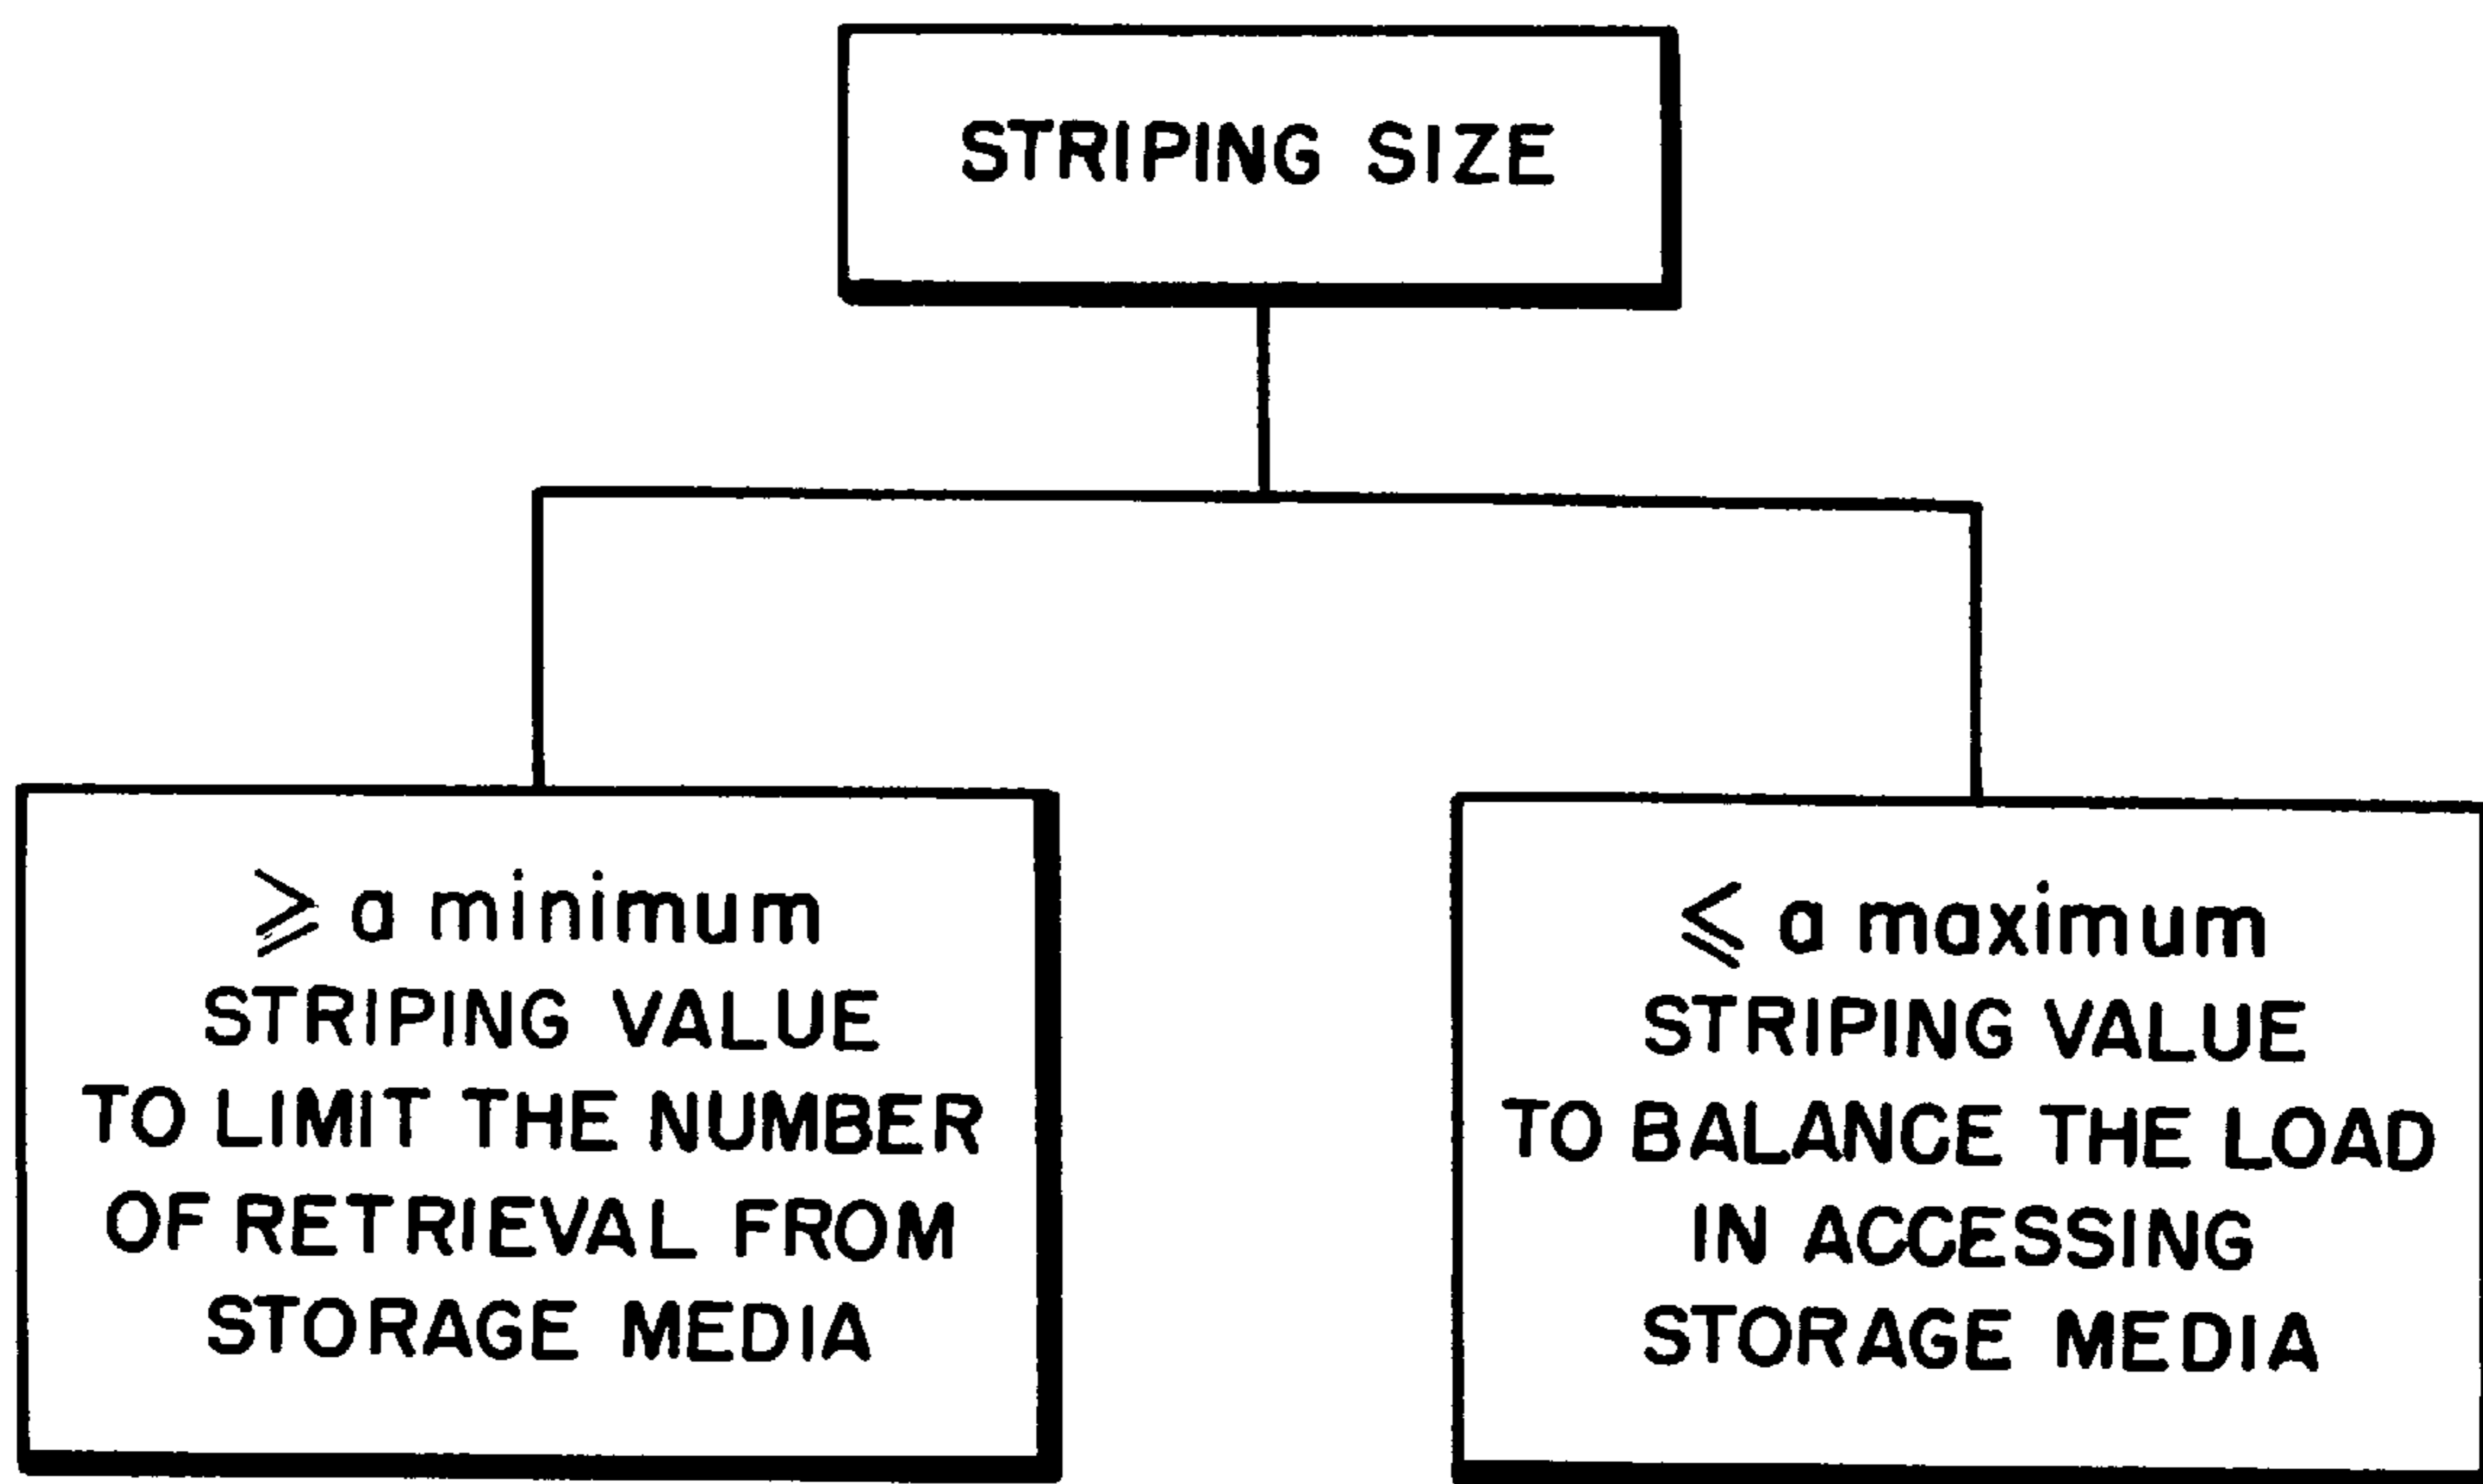 STRIPING SIZE
⩾ a minimum
STRIPING VALUE
TO LIMIT THE NUMBER
OF RETRIEVAL FROM
STORAGE MEDIA
⩽ a maximum
STRIPING VALUE
TO BALANCE THE LOAD
IN ACCESSING
STORAGE MEDIA